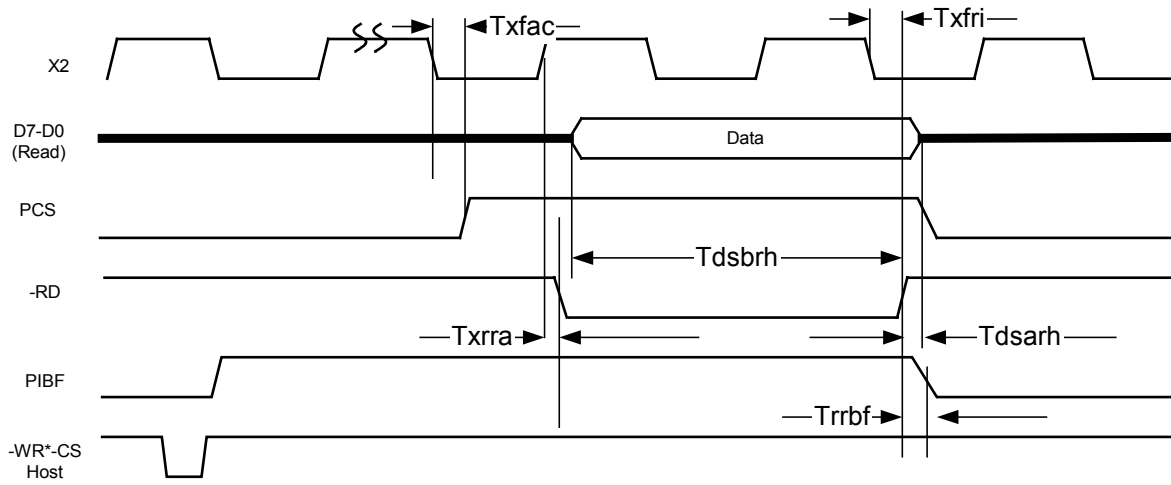 Txfac
Txfri
X2
D7-D0
(Read)
Data
PCS
Tdsbrh
-RD
Txrra
Tdsarh
PIBF
Trrbf
-WR*-CS
Host